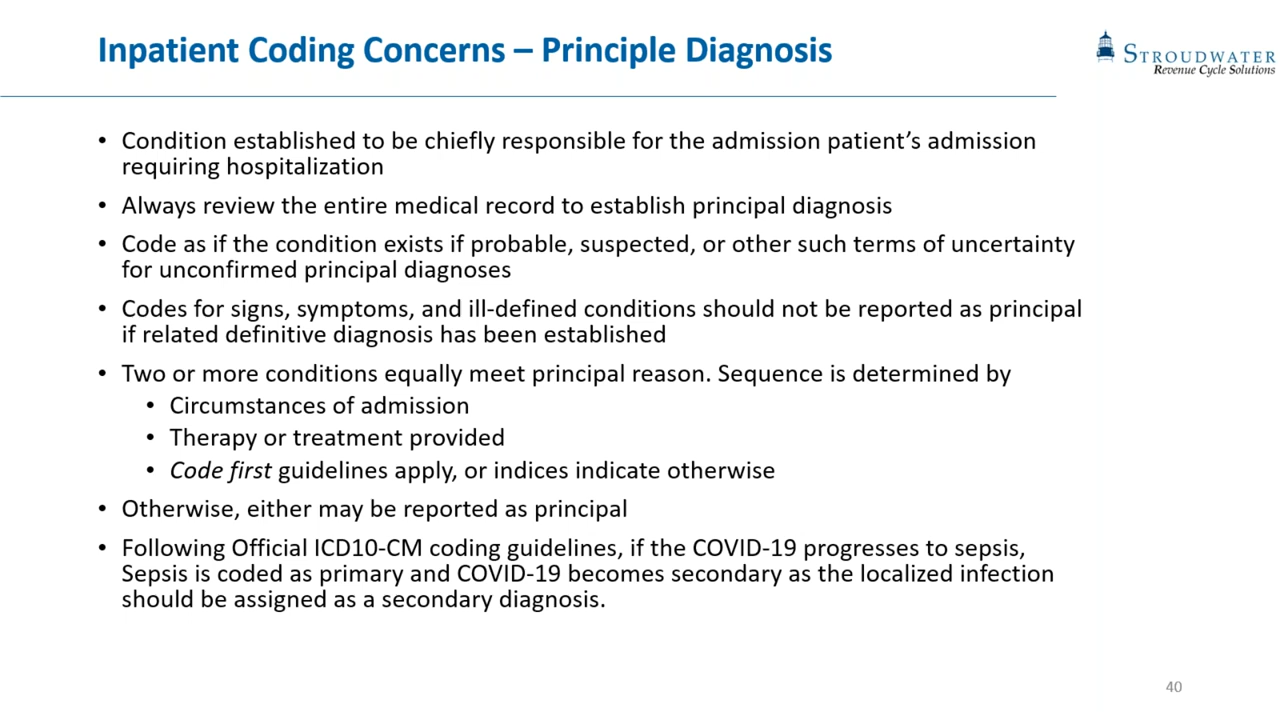 Inpatient Coding Concerns – Principle Diagnosis
STROUDWATER
Revenue Cycle Solutions
• Condition established to be chiefly responsible for the admission patient’s admission
requiring hospitalization
• Always review the entire medical record to establish principal diagnosis
• Code as if the condition exists if probable, suspected, or other such terms of uncertainty
for unconfirmed principal diagnoses
• Codes for signs, symptoms, and ill-defined conditions should not be reported as principal
if related definitive diagnosis has been established
• Two or more conditions equally meet principal reason. Sequence is determined by
• Circumstances of admission
• Therapy or treatment provided
• Code first guidelines apply, or indices indicate otherwise
• Otherwise, either may be reported as principal
• Following Official ICD10-CM coding guidelines, if the COVID-19 progresses to sepsis,
Sepsis is coded as primary and COVID-19 becomes secondary as the localized infection
should be assigned as a secondary diagnosis.
40